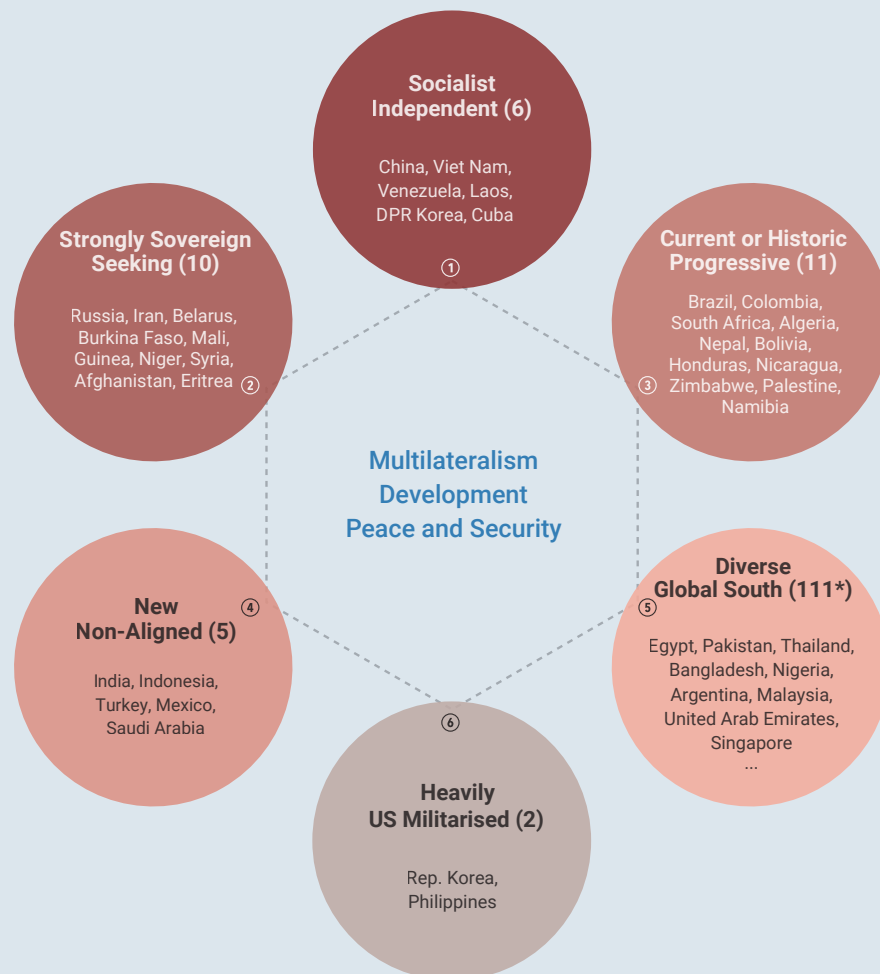 Socialist
Independent (6)
China, Viet Nam,
Venezuela, Laos,
DPR Korea, Cuba
①
Strongly Sovereign
Seeking (10)
Russia, Iran, Belarus,
Burkina Faso, Mali,
Guinea, Niger, Syria,
Afghanistan, Eritrea
②
Current or Historic
Progressive (11)
Brazil, Colombia,
South Africa, Algeria,
Nepal, Bolivia,
Honduras, Nicaragua,
Zimbabwe, Palestine,
Namibia
③
Multilateralism
Development
Peace and Security
New
Non-Aligned (5)
India, Indonesia,
Turkey, Mexico,
Saudi Arabia
④
Diverse
Global South (111*)
Egypt, Pakistan, Thailand,
Bangladesh, Nigeria,
Argentina, Malaysia,
United Arab Emirates,
Singapore
...
⑤
⑥
Heavily
US Militarised (2)
Rep. Korea,
Philippines